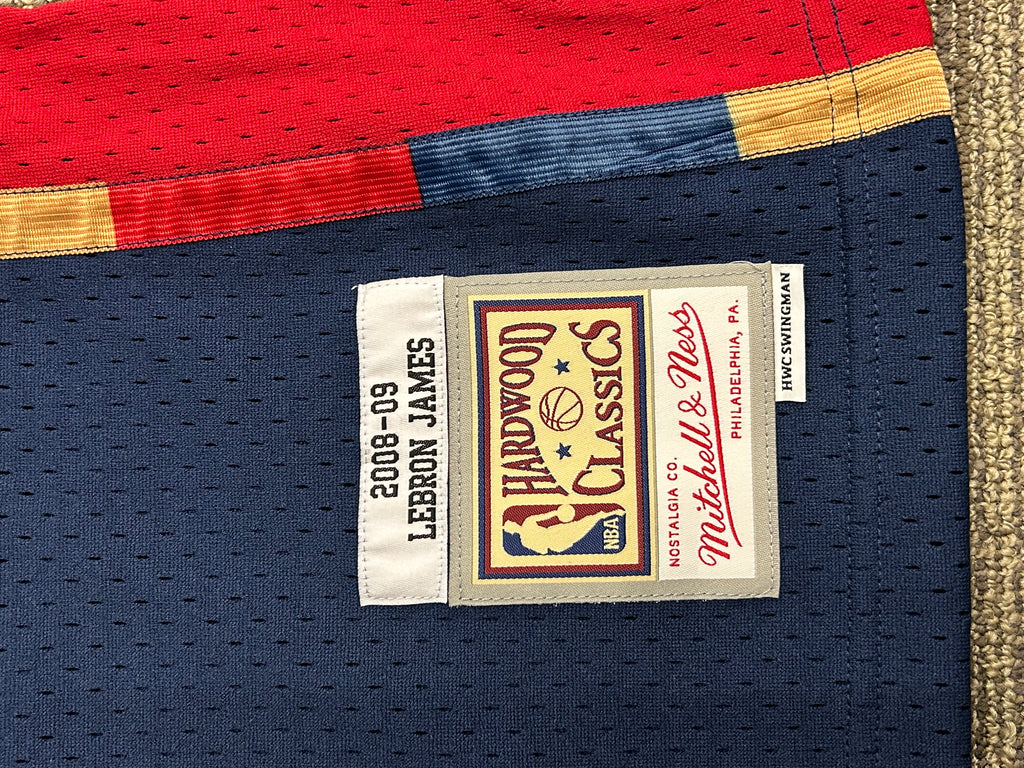 2008-09
LEBRON JAMES
HARDWOOD
CLASSICS
NBA
NOSTALGIA CO.
Mitchell & Ness
PHILADELPHIA, PA.
HWC SWINGMAN